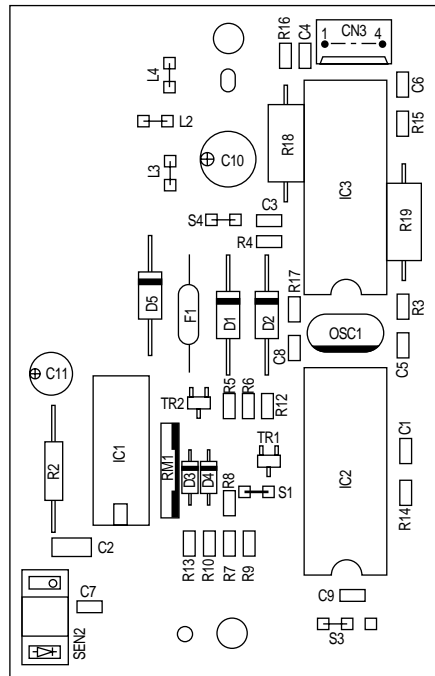 R16
C4
CN3
1
4
L4
C6
L2
R15
R18
L3
C10
IC3
R19
S4
C3
R4
D5
F1
D1
D2
R17
R3
OSC1
C8
C5
C11
TR2
R5
R6
R12
R2
IC1
RM1
TR1
C1
D3
D4
R8
S1
IC2
R14
C2
R13
R10
R7
R9
C7
C9
SEN2
S3